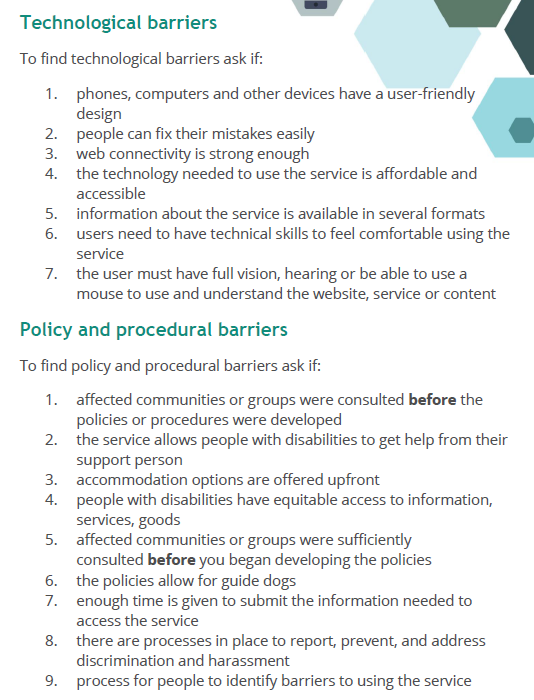 Technological barriers
To find technological barriers ask if:
1. phones, computers and other devices have a user-friendly
design
2. people can fix their mistakes easily
3. web connectivity is strong enough
4. the technology needed to use the service is affordable and
accessible
5. information about the service is available in several formats
6. users need to have technical skills to feel comfortable using the
service
7. the user must have full vision, hearing or be able to use a
mouse to use and understand the website, service or content
Policy and procedural barriers
To find policy and procedural barriers ask if:
1. affected communities or groups were consulted before the
policies or procedures were developed
2. the service allows people with disabilities to get help from their
support person
3. accommodation options are offered upfront
4. people with disabilities have equitable access to information,
services, goods
5. affected communities or groups were sufficiently
consulted before you began developing the policies
6. the policies allow for guide dogs
7. enough time is given to submit the information needed to
access the service
8. there are processes in place to report, prevent, and address
discrimination and harassment
9. process for people to identify barriers to using the service